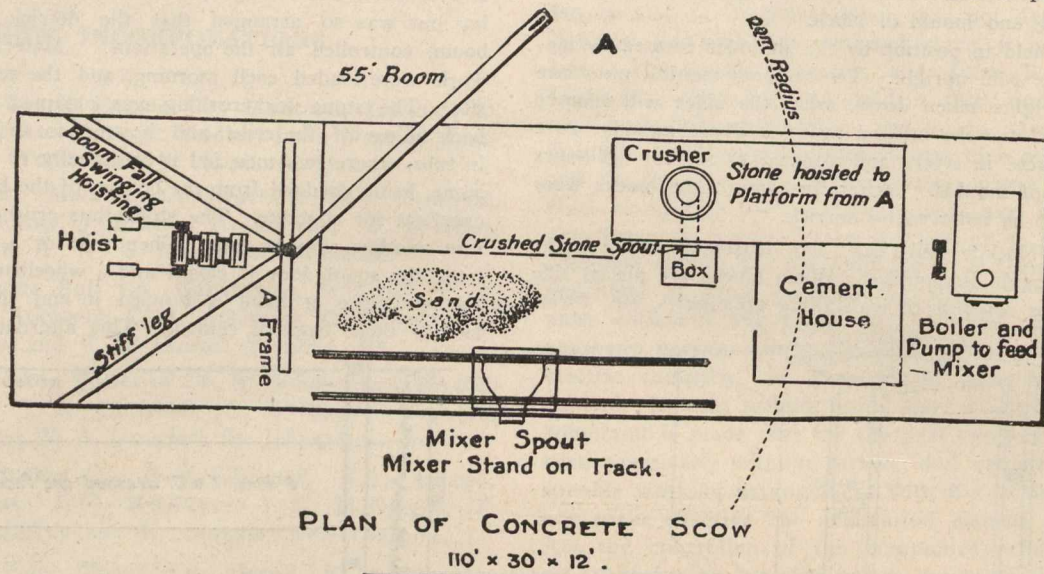 A
55' Boom
Radius
Boom Fall
Swinging
Hoisting
Hoist
Stiff leg
A Frame
Crusher
Stone hoisted to
Platform from A
Crushed Stone Spout
Box
Sand
Cement
House
Boiler and
Pump to feed
Mixer
Mixer Spout
Mixer Stand on Track.
PLAN OF CONCRETE SCOW
110' x 30' x 12'.